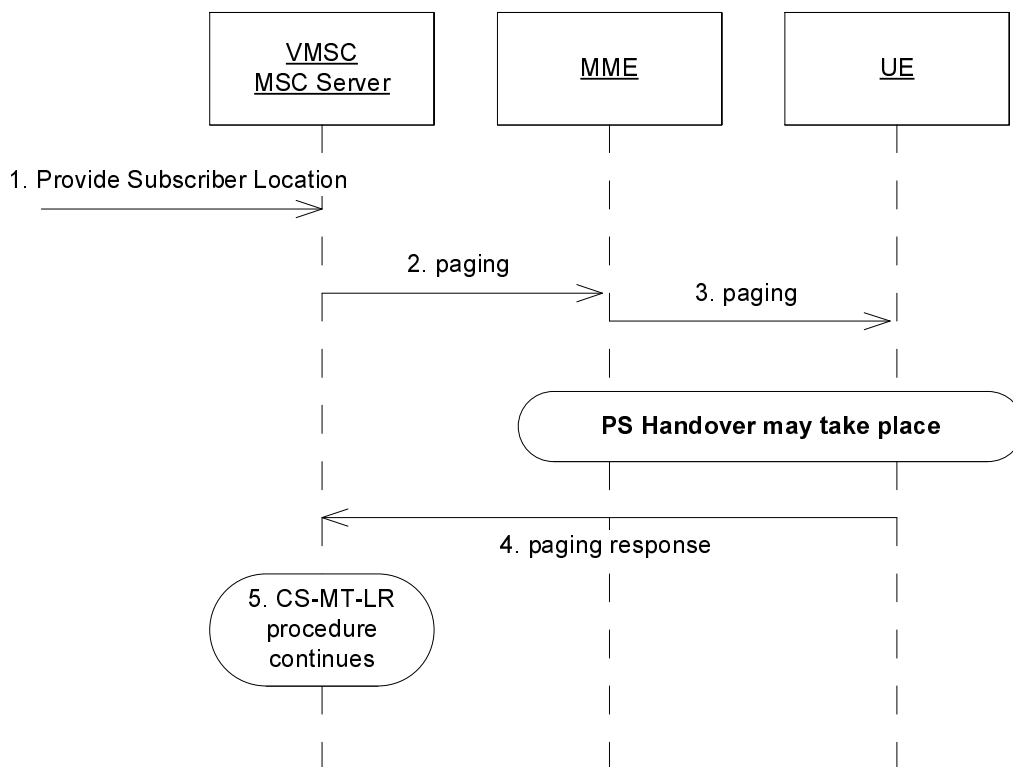 VMSC
MSC Server
MME
UE
1. Provide Subscriber Location
2. paging
3. paging
PS Handover may take place
4. paging response
5. CS-MT-LR
procedure
continues